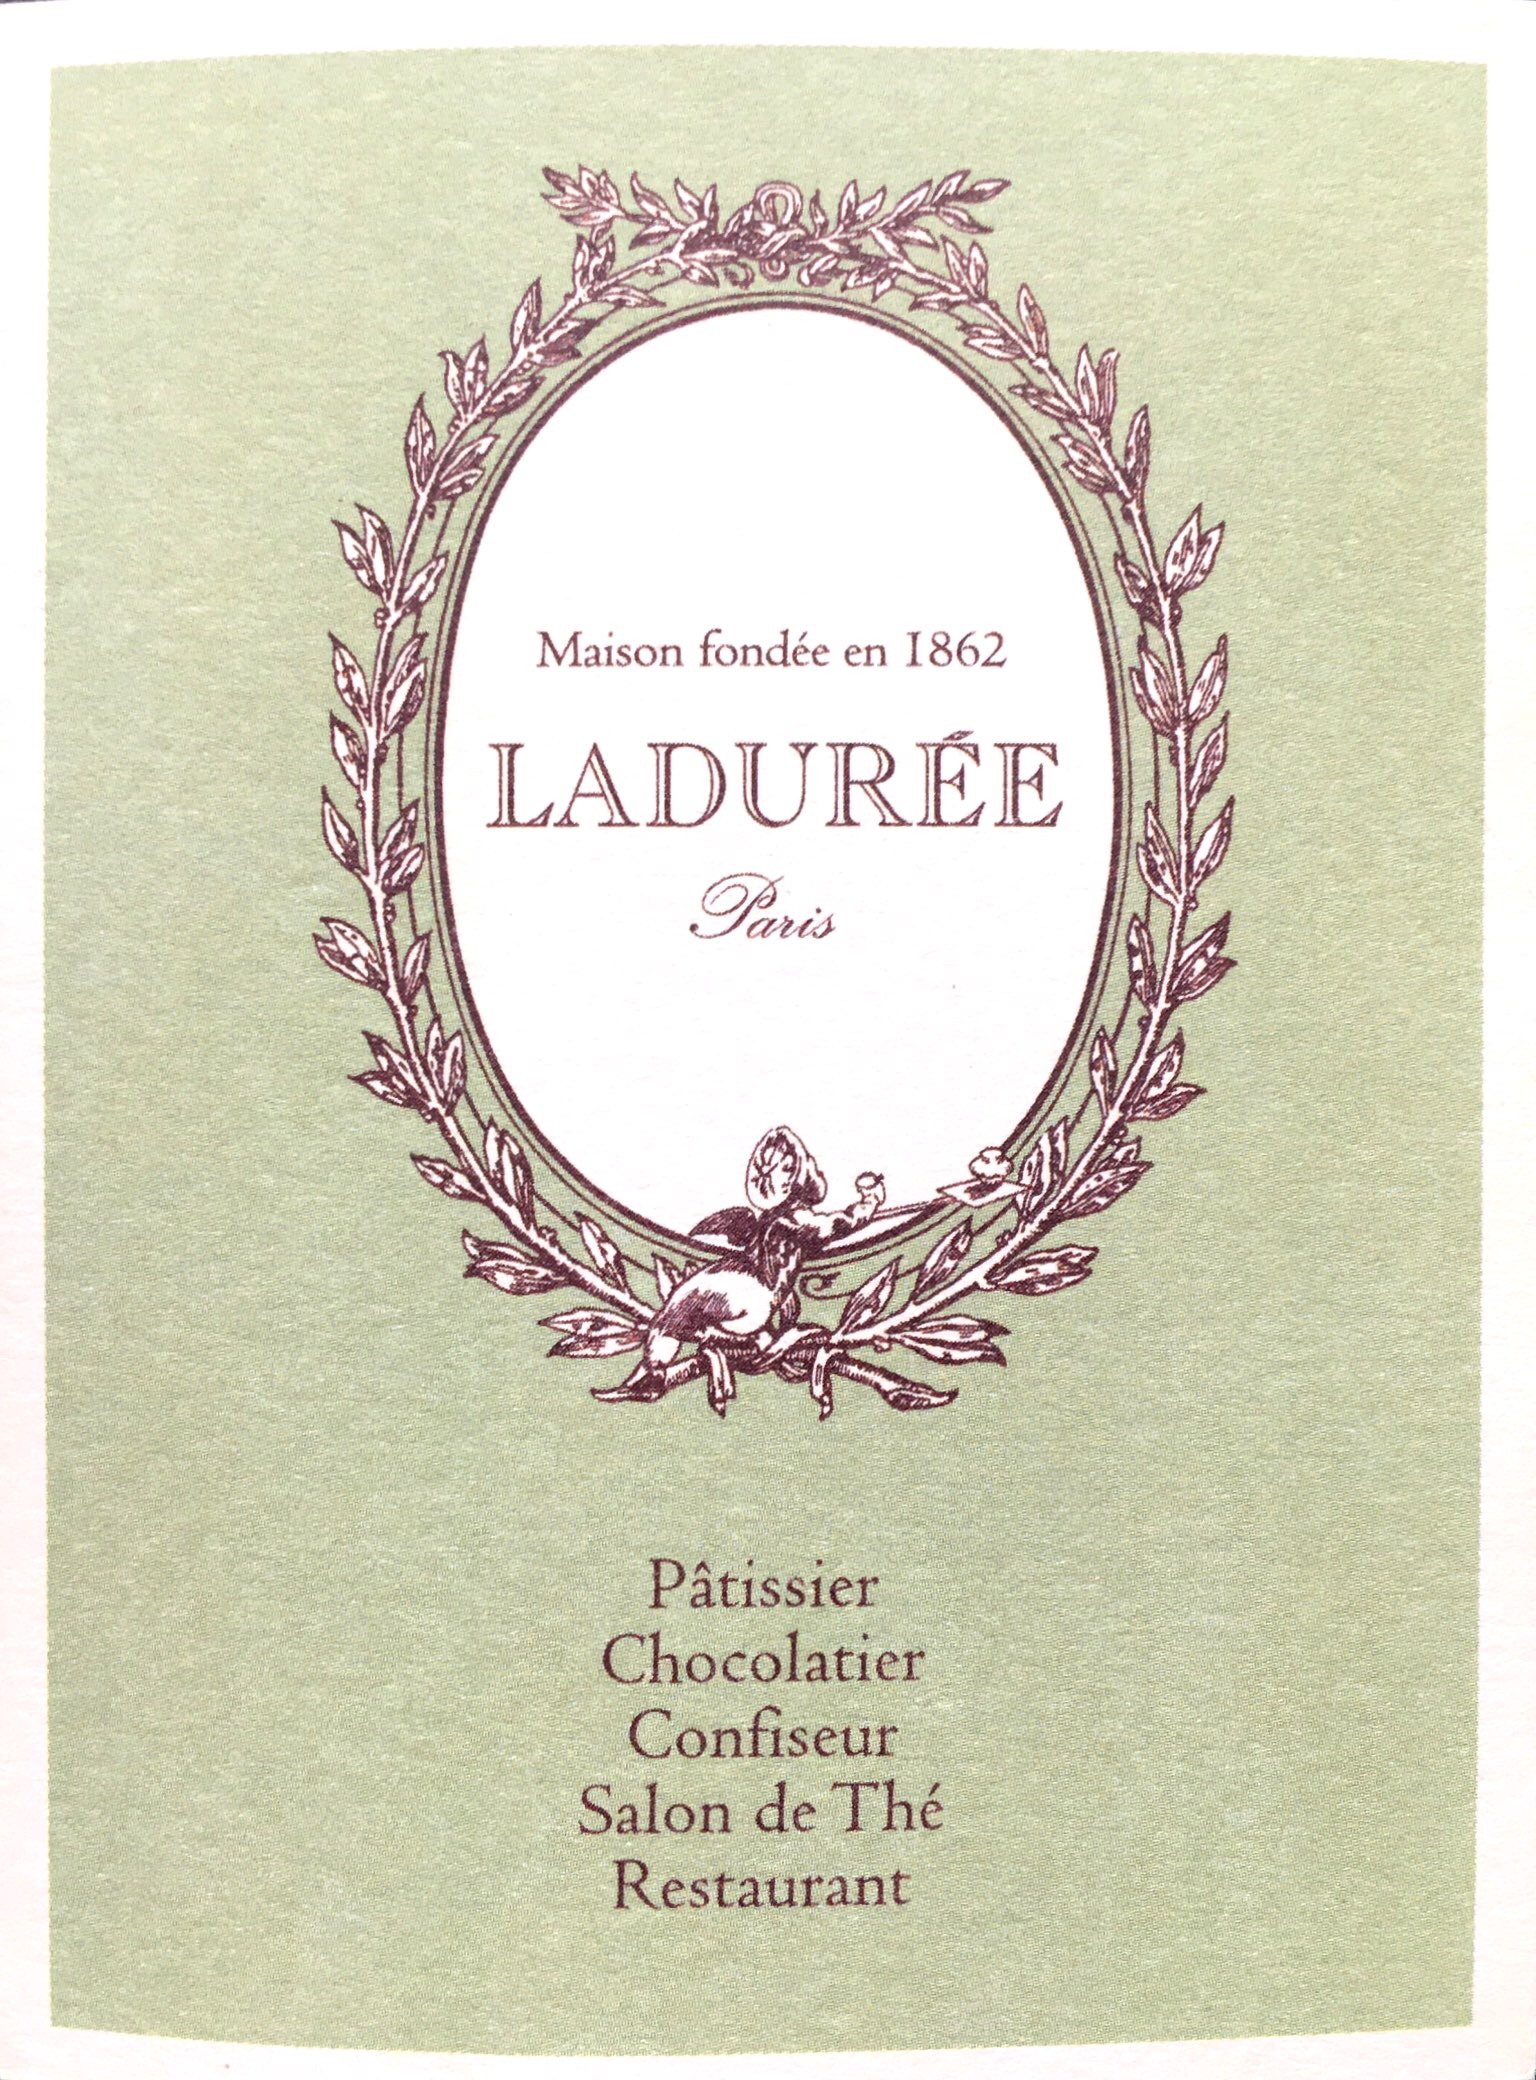 Maison fondée en 1862
LADURÉE
Paris
Pâtissier
Chocolatier
Confiseur
Salon de Thé
Restaurant